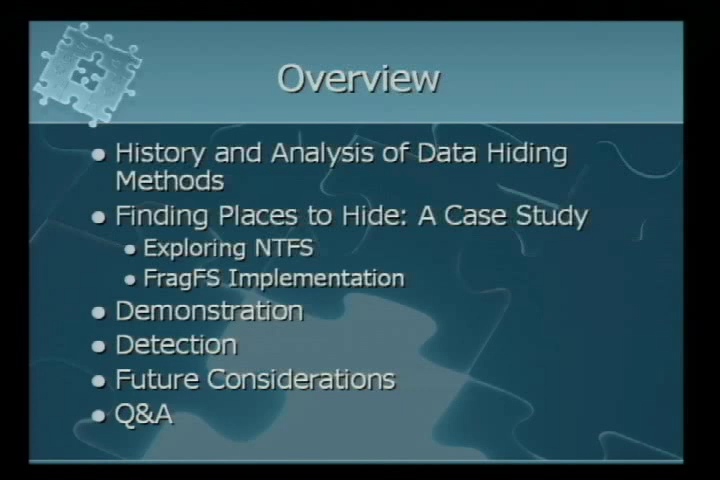 Overview
History and Analysis of Data Hiding
Methods
Finding Places to Hide: A Case Study
Exploring NTFS
FragFS Implementation
Demonstration
Detection
Future Considerations
Q&A